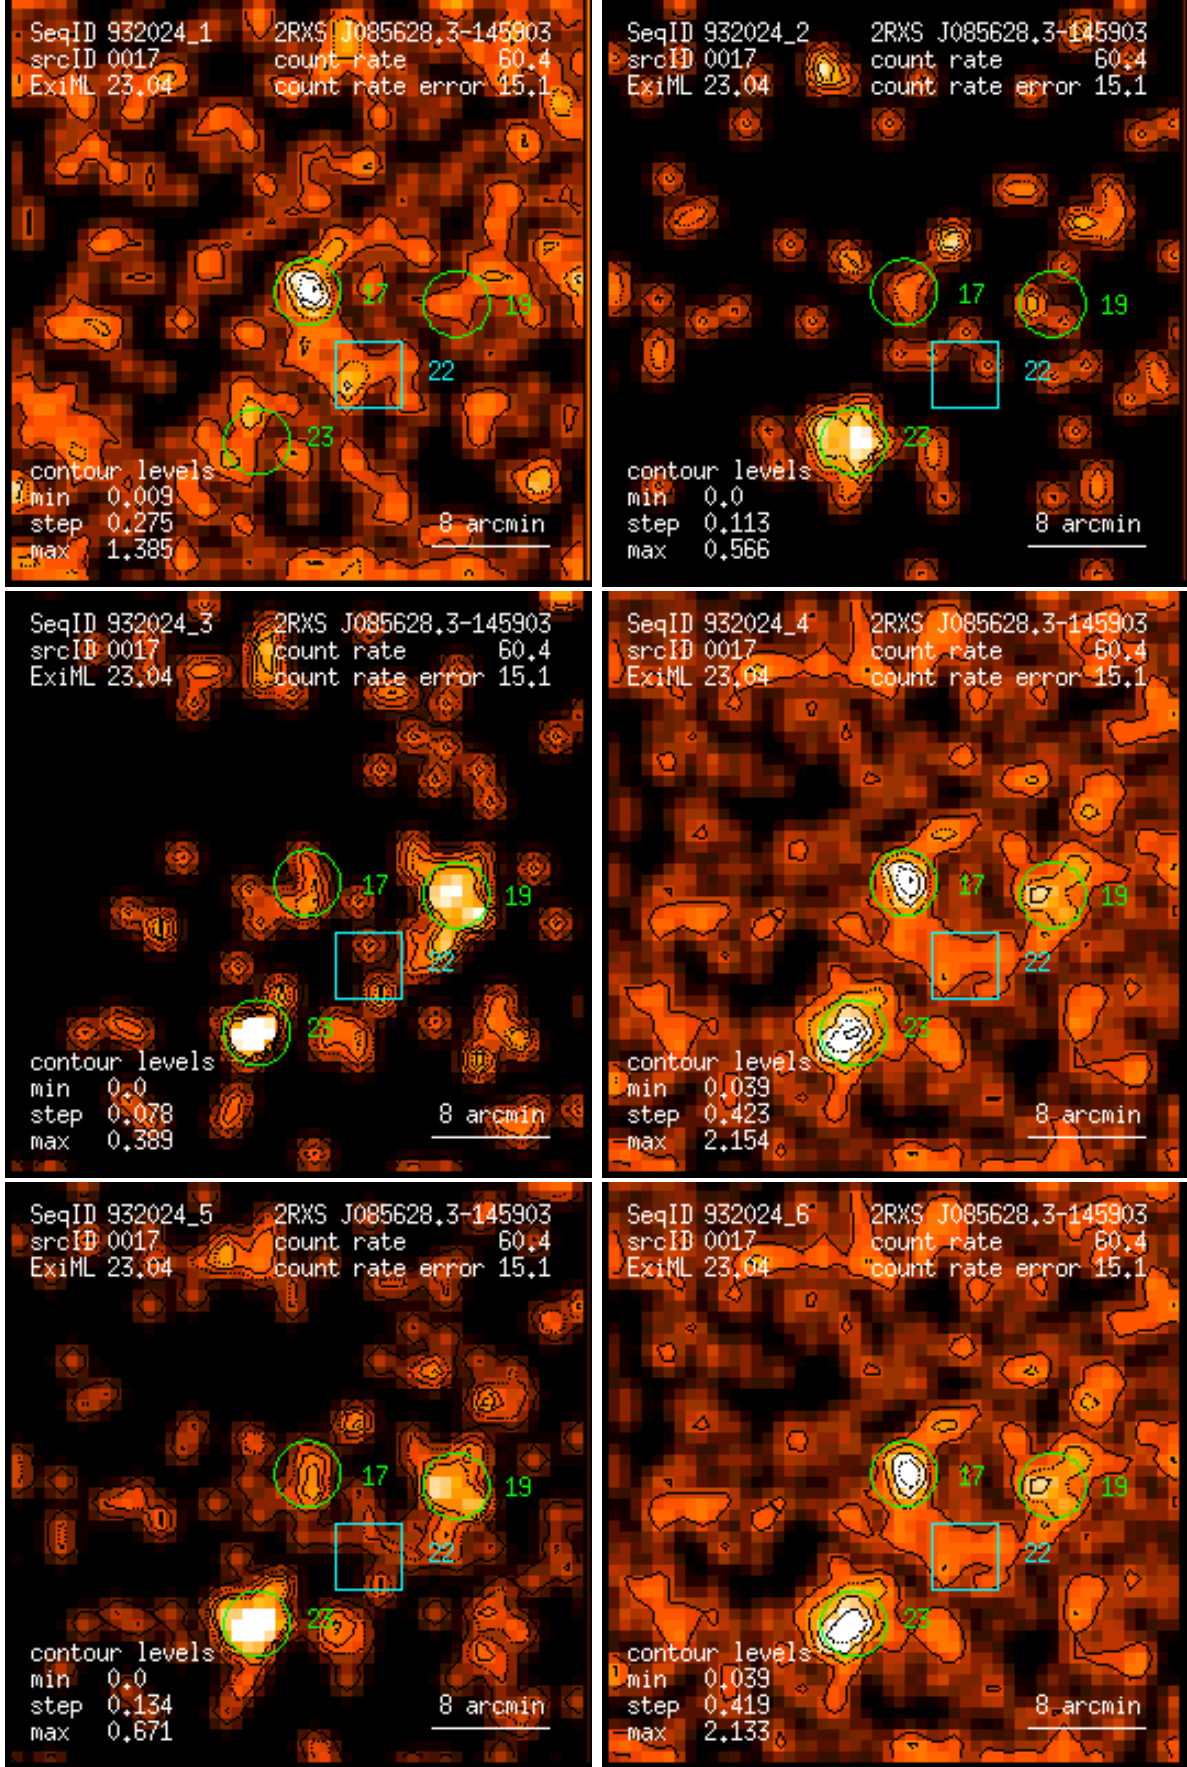 SeqID 932024_1 2RXS J085628.3-145903
srcID 0017 count rate 60.4
ExiML 23.04 count rate error 15.1
17
19
22
23
contour levels
min 0.009
step 0.275
max 1.385
8 arcmin
SeqID 932024_2 2RXS J085628.3-145903
srcID 0017 count rate 60.4
ExiML 23.04 count rate error 15.1
17
19
22
23
contour levels
min 0.0
step 0.113
max 0.566
8 arcmin
SeqID 932024_3 2RXS J085628.3-145903
srcID 0017 count rate 60.4
ExiML 23.04 count rate error 15.1
17
19
22
23
contour levels
min 0.0
step 0.078
max 0.389
8 arcmin
SeqID 932024_4 2RXS J085628.3-145903
srcID 0017 count rate 60.4
ExiML 23.04 count rate error 15.1
17
19
22
23
contour levels
min 0.039
step 0.423
max 2.154
8 arcmin
SeqID 932024_5 2RXS J085628.3-145903
srcID 0017 count rate 60.4
ExiML 23.04 count rate error 15.1
17
19
22
23
contour levels
min 0.0
step 0.134
max 0.671
8 arcmin
SeqID 932024_6 2RXS J085628.3-145903
srcID 0017 count rate 60.4
ExiML 23.04 count rate error 15.1
17
19
22
23
contour levels
min 0.039
step 0.419
max 2.133
8 arcmin